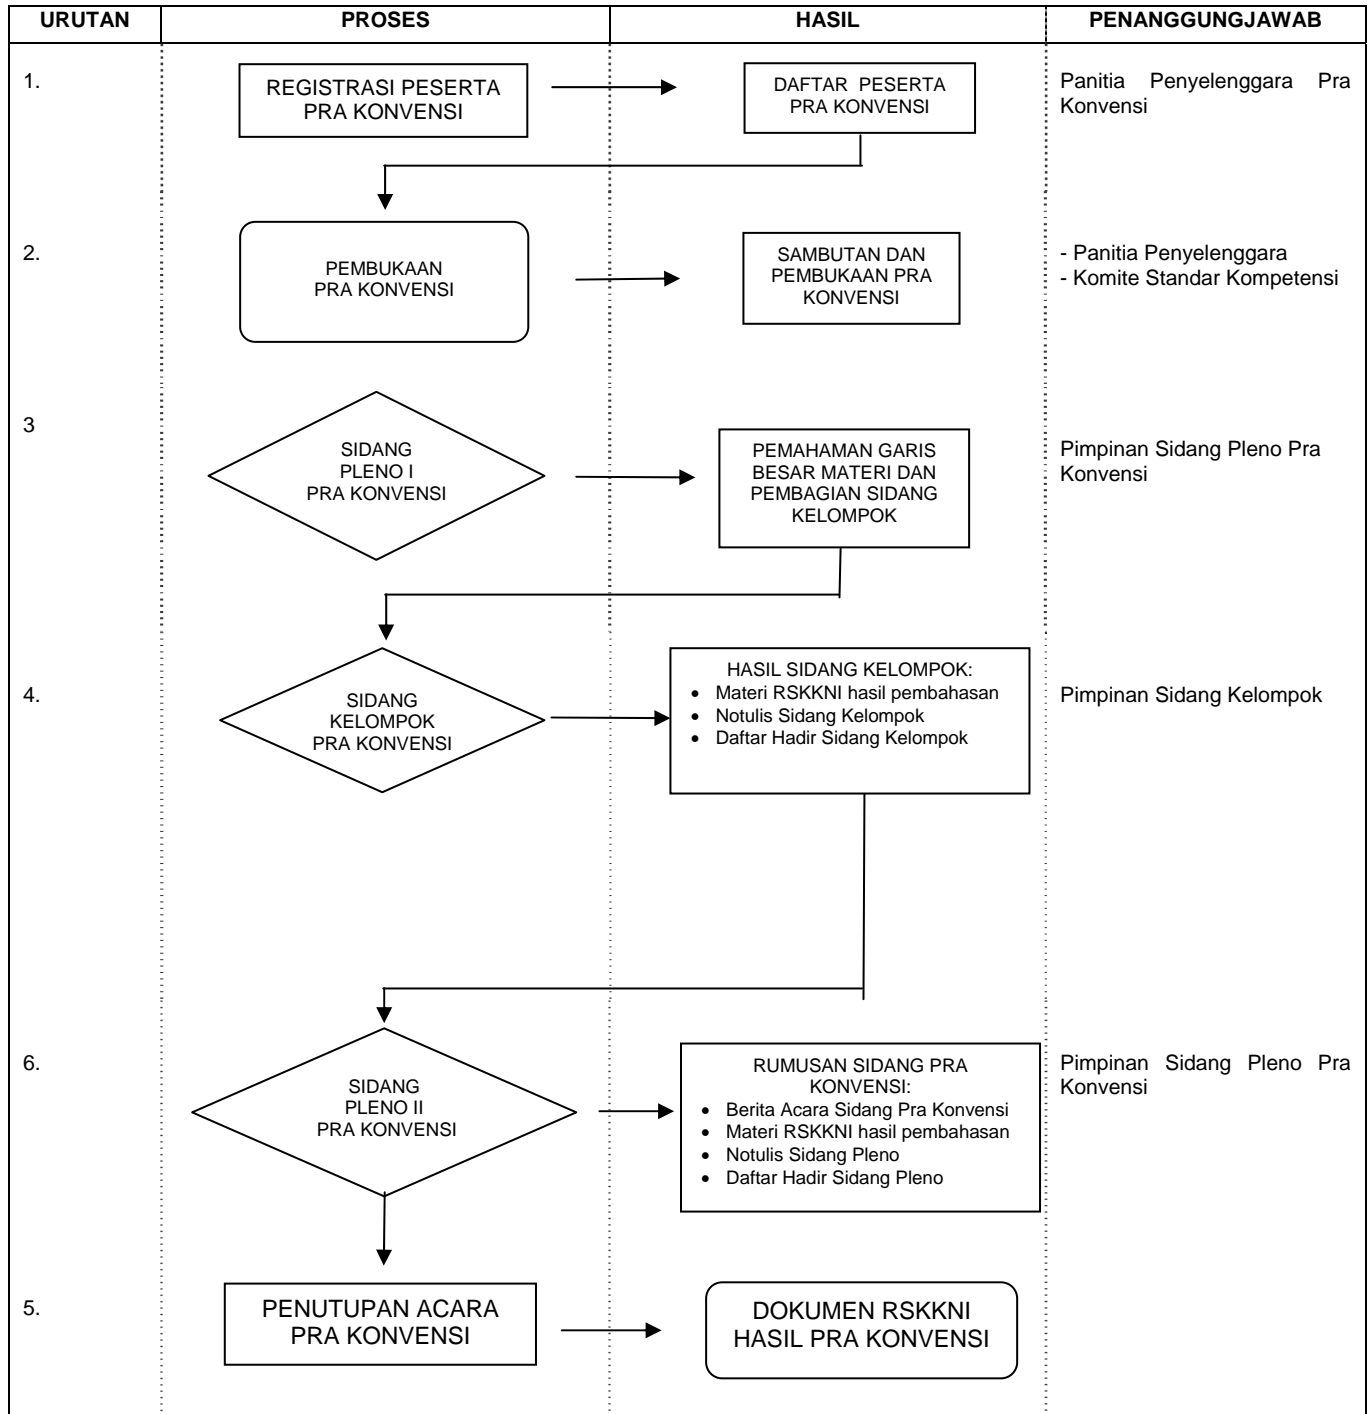 URUTAN PROSES HASIL PENANGGUNGJAWAB
1.
REGISTRASI PESERTA
PRA KONVENSI
DAFTAR PESERTA
PRA KONVENSI
Panitia Penyelenggara Pra
Konvensi
2.
PEMBUKAAN
PRA KONVENSI
SAMBUTAN DAN
PEMBUKAAN PRA
KONVENSI
- Panitia Penyelenggara
- Komite Standar Kompetensi
3
SIDANG
PLENO I
PRA KONVENSI
PEMAHAMAN GARIS
BESAR MATERI DAN
PEMBAGIAN SIDANG
KELOMPOK
Pimpinan Sidang Pleno Pra
Konvensi
4.
SIDANG
KELOMPOK
PRA KONVENSI
HASIL SIDANG KELOMPOK:
• Materi RSKKNI hasil pembahasan
• Notulis Sidang Kelompok
• Daftar Hadir Sidang Kelompok
Pimpinan Sidang Kelompok
6.
SIDANG
PLENO II
PRA KONVENSI
RUMUSAN SIDANG PRA
KONVENSI:
• Berita Acara Sidang Pra Konvensi
• Materi RSKKNI hasil pembahasan
• Notulis Sidang Pleno
• Daftar Hadir Sidang Pleno
Pimpinan Sidang Pleno Pra
Konvensi
5.
PENUTUPAN ACARA
PRA KONVENSI
DOKUMEN RSKKNI
HASIL PRA KONVENSI